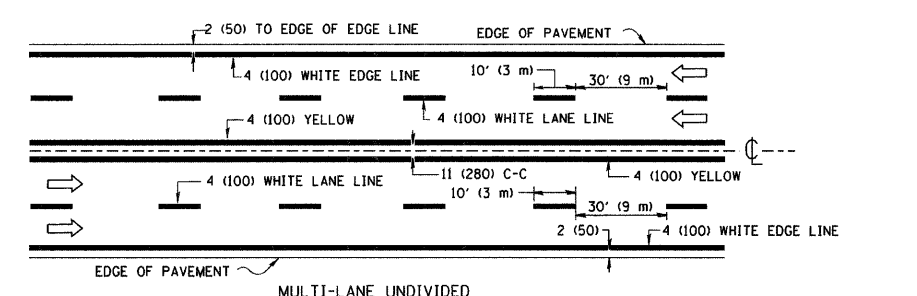 2 (50) TO EDGE OF EDGE LINE
EDGE OF PAVEMENT
4 (100) WHITE EDGE LINE
10' (3 m)
30' (9 m)
4 (100) YELLOW
4 (100) WHITE LANE LINE
℄
11 (280) C-C
4 (100) YELLOW
4 (100) WHITE LANE LINE
10' (3 m)
30' (9 m)
2 (50)
4 (100) WHITE EDGE LINE
EDGE OF PAVEMENT
MULTI-LANE UNDIVIDED